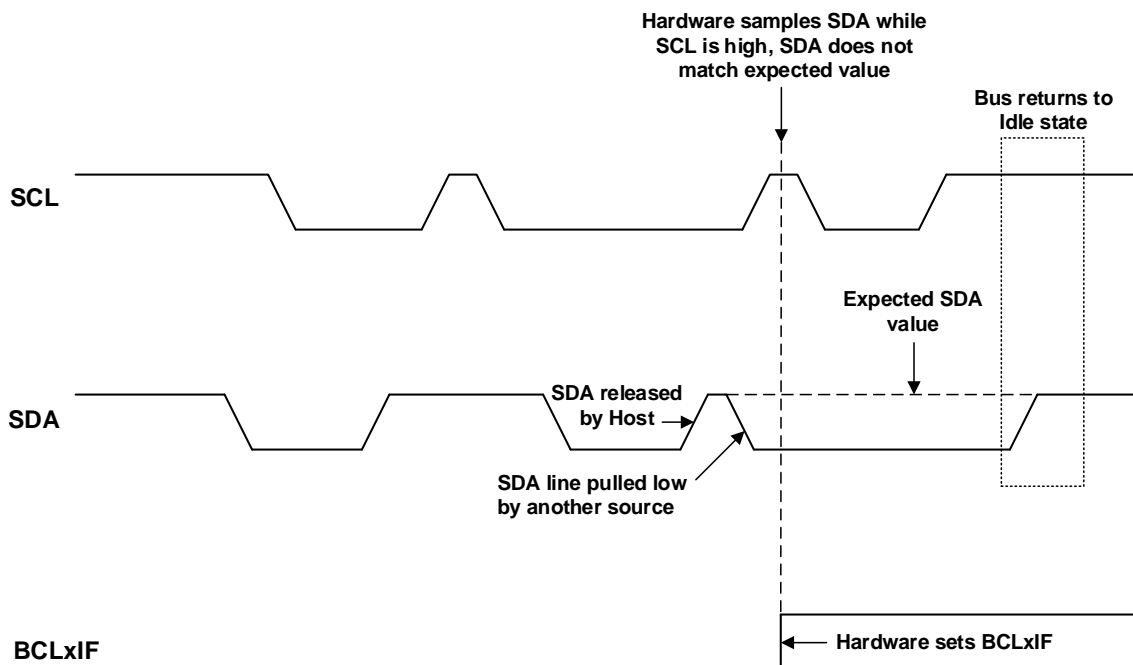 Hardware samples SDA while
SCL is high, SDA does not
match expected value
Bus returns to
Idle state
SCL
Expected SDA
value
SDA released
by Host
SDA
SDA line pulled low
by another source
BCLxIF
Hardware sets BCLxIF